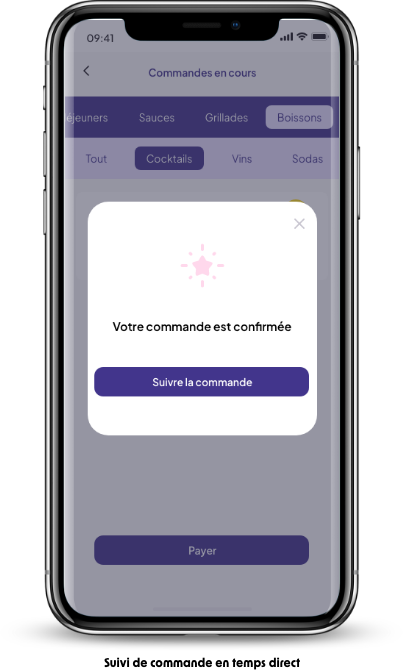 09:41
Commandes en cours
éjeuners Sauces Grillades Boissons
Tout Cocktails Vins Sodas
Votre commande est confirmée
Suivre la commande
Payer
Suivi de commande en temps direct